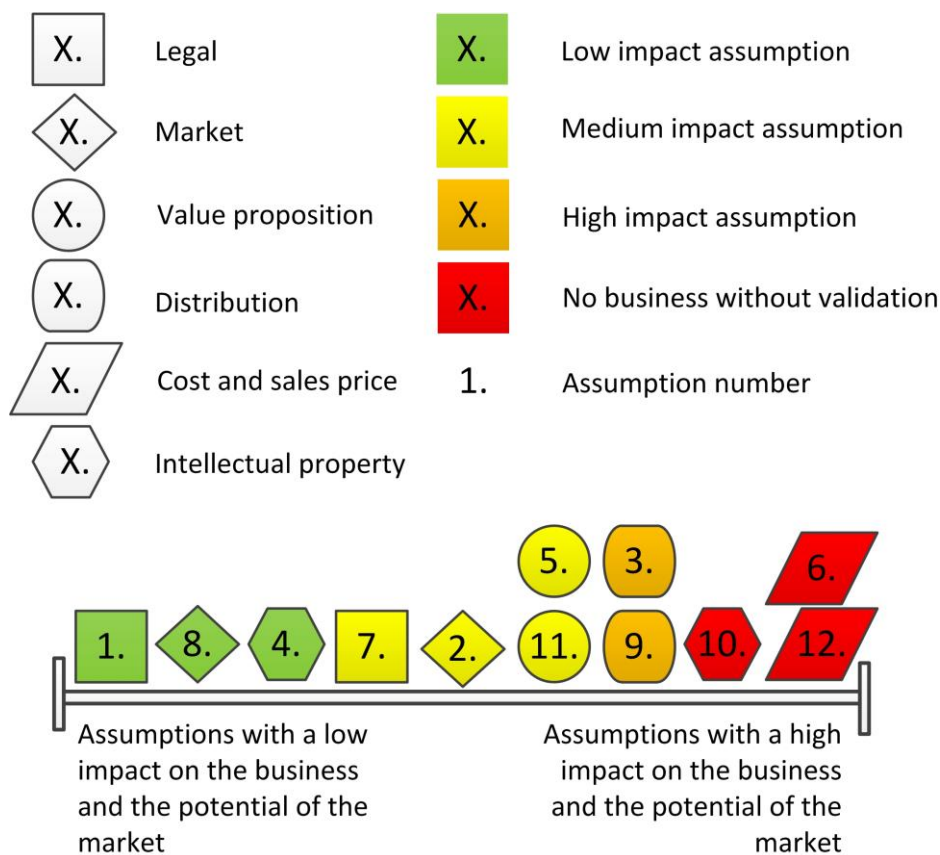 X. Legal X. Low impact assumption
X. Market X. Medium impact assumption
X. Value proposition X. High impact assumption
X. Distribution X. No business without validation
X. Cost and sales price 1. Assumption number
X. Intellectual property
5. 3. 6.
1. 8. 4. 7. 2. 11. 9. 10. 12.
Assumptions with a low
impact on the business
and the potential of the
market
Assumptions with a high
impact on the business
and the potential of the
market